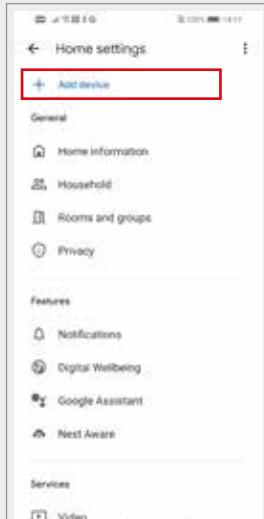 Home settings
Add device
General
Home information
Household
Rooms and groups
Privacy
Features
Notifications
Digital Wellbeing
Google Assistant
Nest Aware
Services
Video